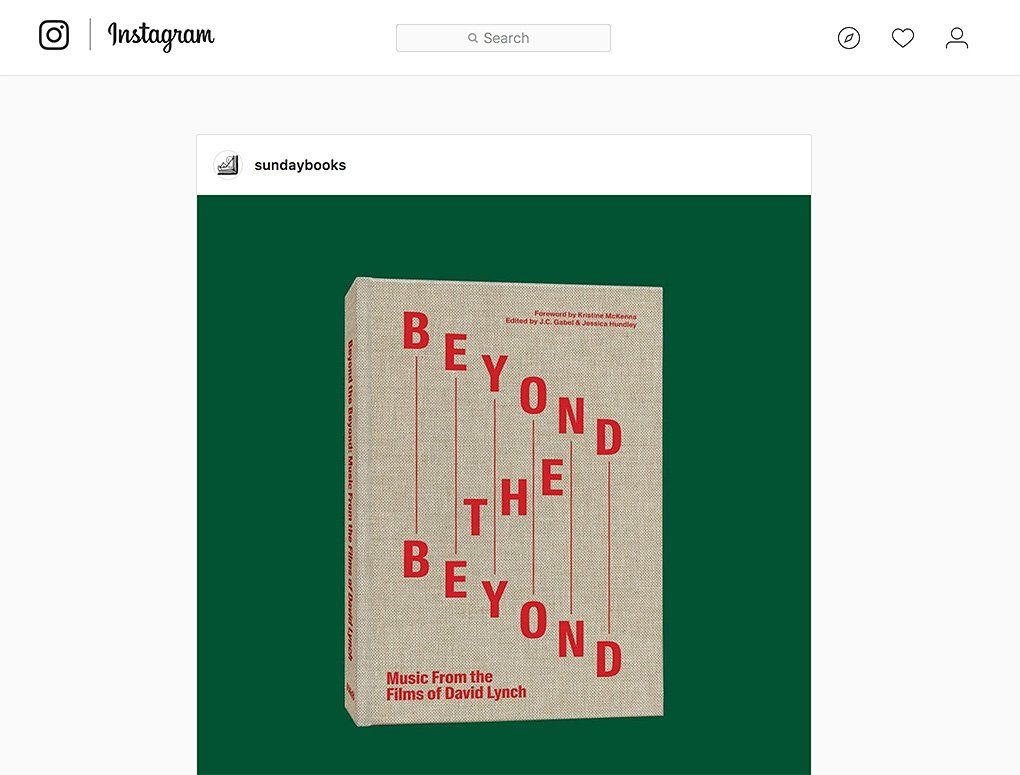 Instagram
Search
sundaybooks
Foreword by Kristine McKenna
Edited by J.C. Gabel & Jessica Hundley
BEYOND
THE
BEYOND
Music From the
Films of David Lynch
Beyond the Beyond: Music From the Films of David Lynch